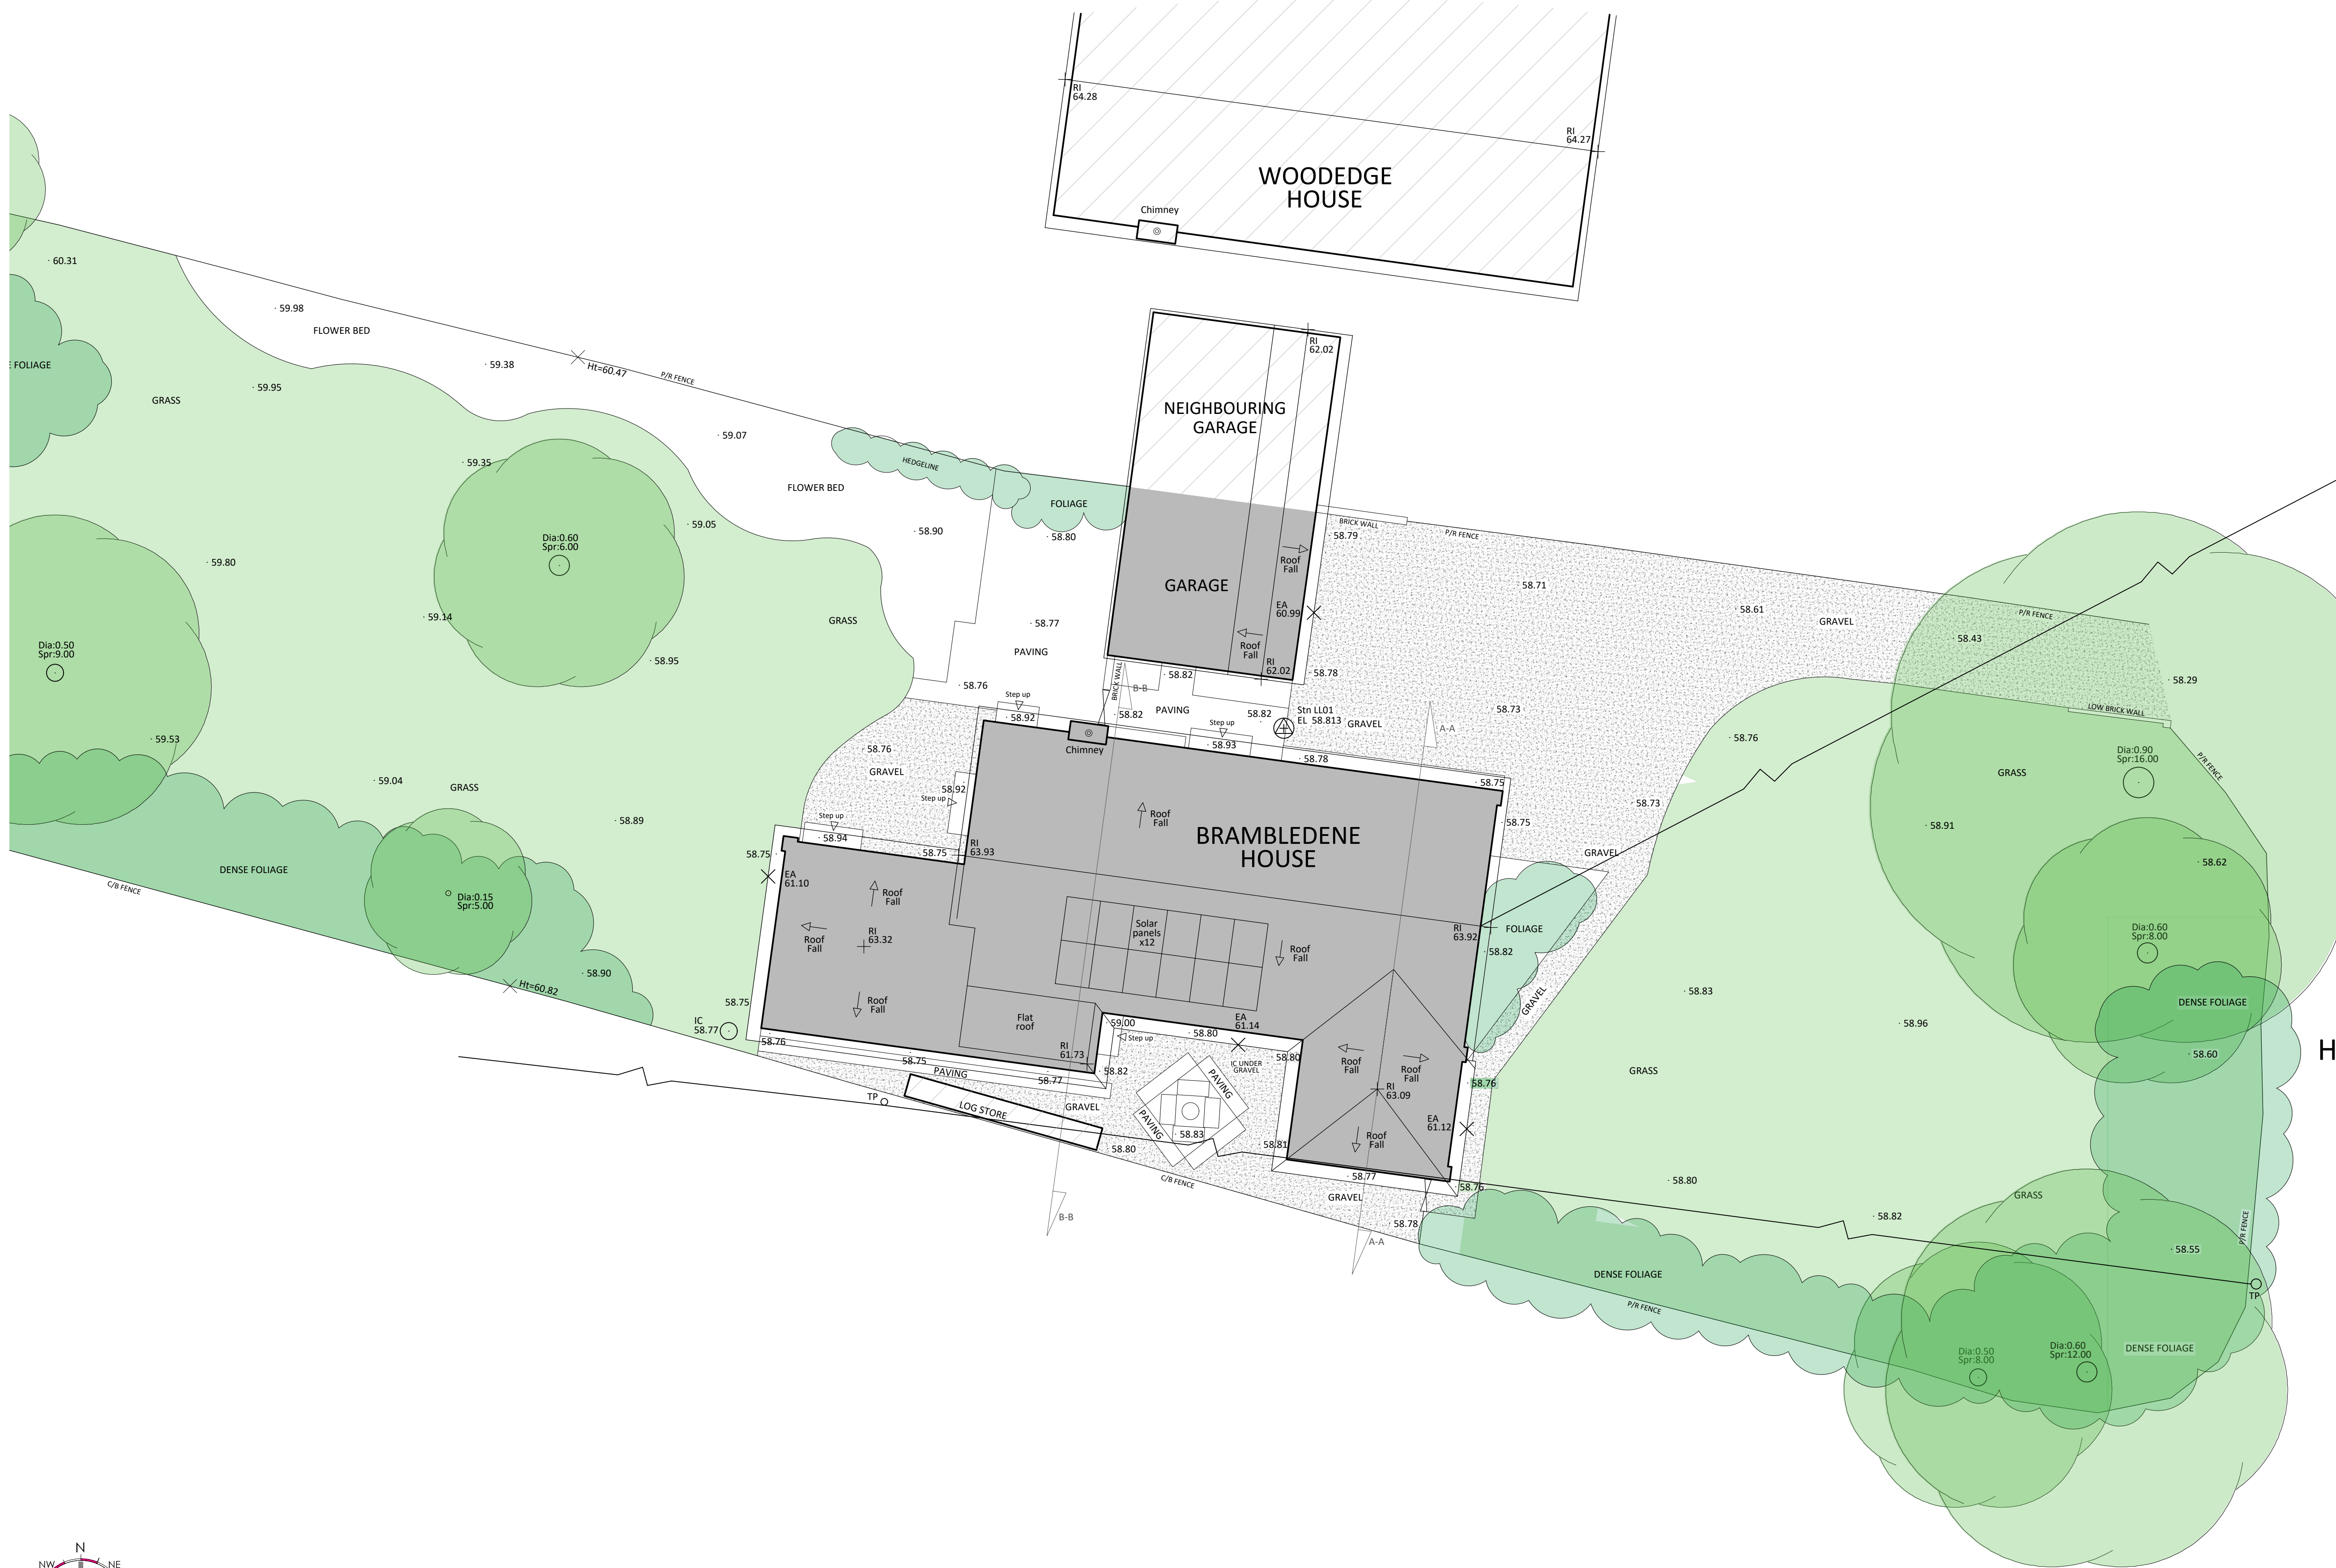 RI
64.28
RI
64.27
WOODEDGE
HOUSE
Chimney
· 60.31
· 59.98
FLOWER BED
RI
62.02
E FOLIAGE
· 59.38
Ht=60.47
P/R FENCE
· 59.95
GRASS
NEIGHBOURING
GARAGE
· 59.07
· 59.35
HEDGELINE
FLOWER BED
FOLIAGE
· 59.05
· 58.90
· 58.80
BRICK WALL
· 58.79
P/R FENCE
Dia:0.60
Spr:6.00
· 59.80
Roof
Fall
GARAGE
· 58.71
EA
60.99
· 58.61
GRAVEL
P/R FENCE
· 58.43
· 59.14
GRASS
· 58.77
PAVING
Roof
Fall
Dia:0.50
Spr:9.00
· 58.95
RI
62.02
· 58.78
· 58.82
· 58.29
· 58.76
BRICK WALL
B-B
Step up
· 58.92
· 58.82
PAVING
58.82
Stn LL01
EL 58.813
GRAVEL
· 58.73
A-A
LOW BRICK WALL
Step up
· 58.93
· 59.53
· 58.76
Chimney
· 58.78
· 58.76
Dia:0.90
Spr:16.00
P/R FENCE
GRAVEL
GRASS
· 59.04
GRASS
58.92
Step up
· 58.75
· 58.73
Roof
Fall
· 58.89
Step up
· 58.94
BRAMBLEDENE
HOUSE
· 58.75
· 58.91
58.75 ·
58.75 ·
RI
63.93
GRAVEL
· 58.62
DENSE FOLIAGE
C/B FENCE
EA
61.10
Dia:0.15
Spr:5.00
Roof
Fall
Roof
Fall
RI
63.32
Solar
panels
x12
RI
63.92
FOLIAGE
Dia:0.60
Spr:8.00
Roof
Fall
· 58.82
· 58.90
Ht=60.82
· 58.83
GRAVEL
DENSE FOLIAGE
58.75
Roof
Fall
IC
58.77
Flat
roof
· 59.00
Step up
· 58.80
EA
61.14
· 58.96
H
58.76
RI
61.73
58.80
IC UNDER
GRAVEL
· 58.60
58.75
PAVING
58.77
· 58.82
Roof
Fall
Roof
Fall
GRASS
PAVING
RI
63.09
· 58.76
TP
LOG STORE
GRAVEL
PAVING
· 58.83
EA
61.12
· 58.80
58.81
Roof
Fall
C/B FENCE
· 58.77
GRAVEL
· 58.76
· 58.80
GRASS
B-B
· 58.78
A-A
· 58.82
P/R FENCE
· 58.55
DENSE FOLIAGE
P/R FENCE
TP
Dia:0.50
Spr:8.00
Dia:0.60
Spr:12.00
DENSE FOLIAGE
N
NW
NE